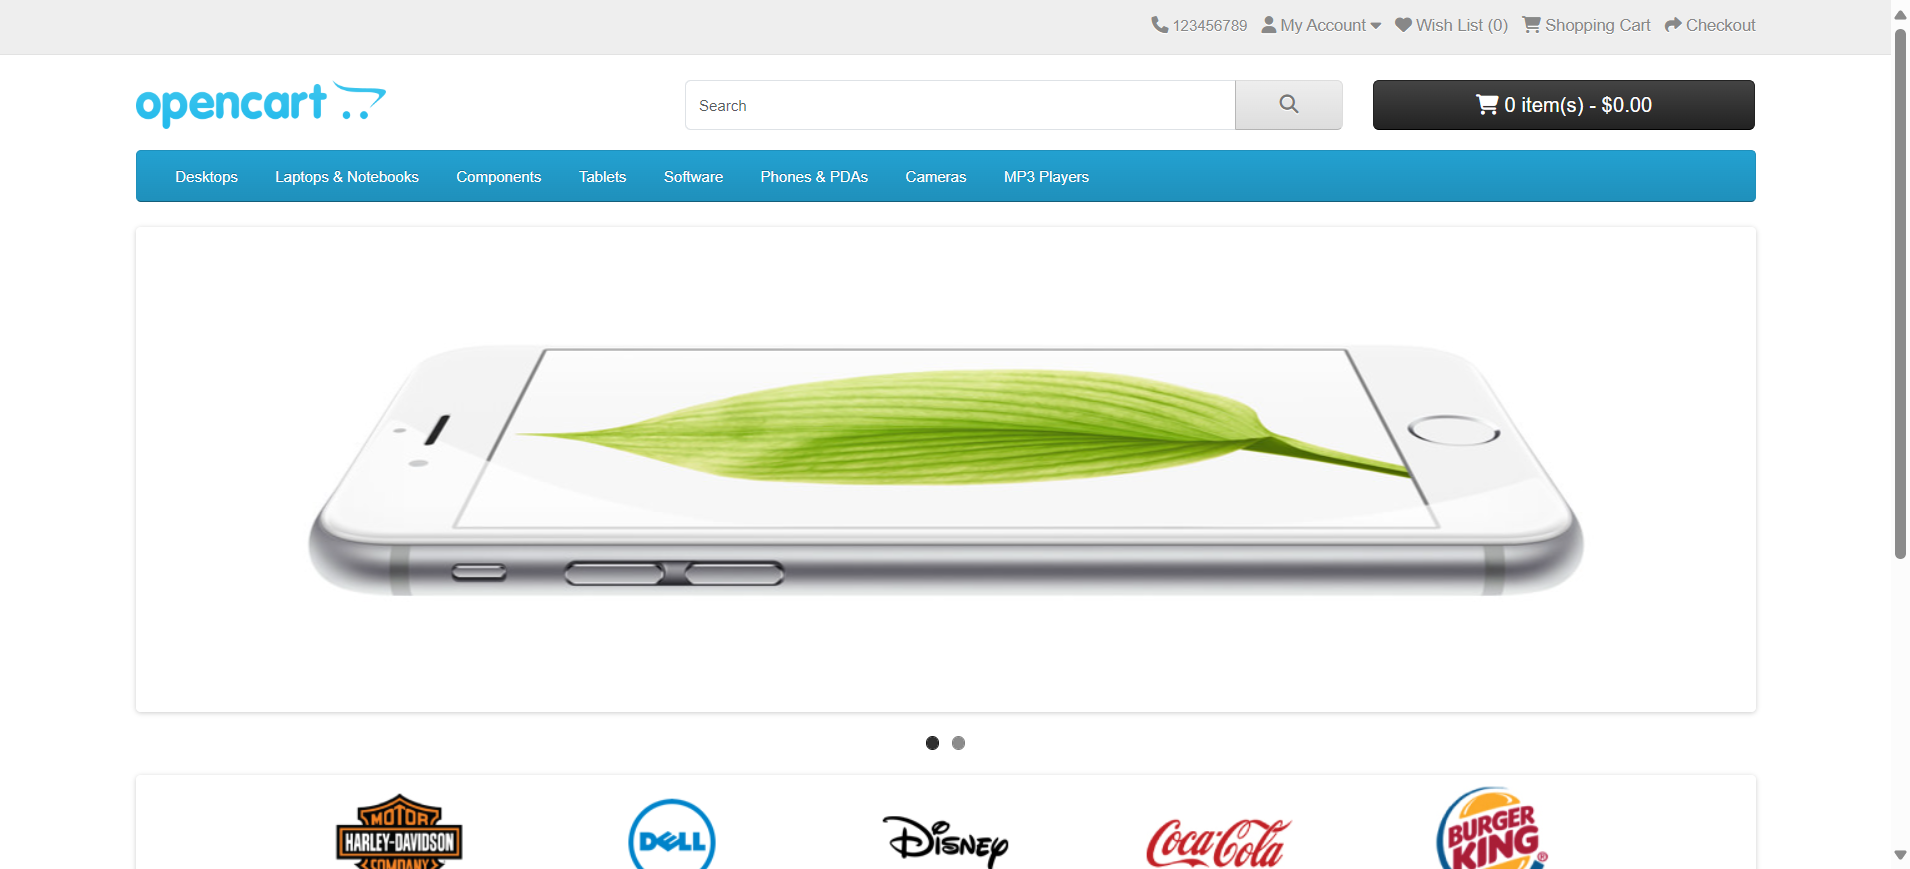 123456789 My Account Wish List (0) Shopping Cart Checkout
opencart
Search
0 item(s) - $0.00
Desktops Laptops & Notebooks Components Tablets Software Phones & PDAs Cameras MP3 Players
MOTOR
HARLEY-DAVIDSON
COMPANY
DELL
Disney
Coca-Cola
BURGER
KING
®